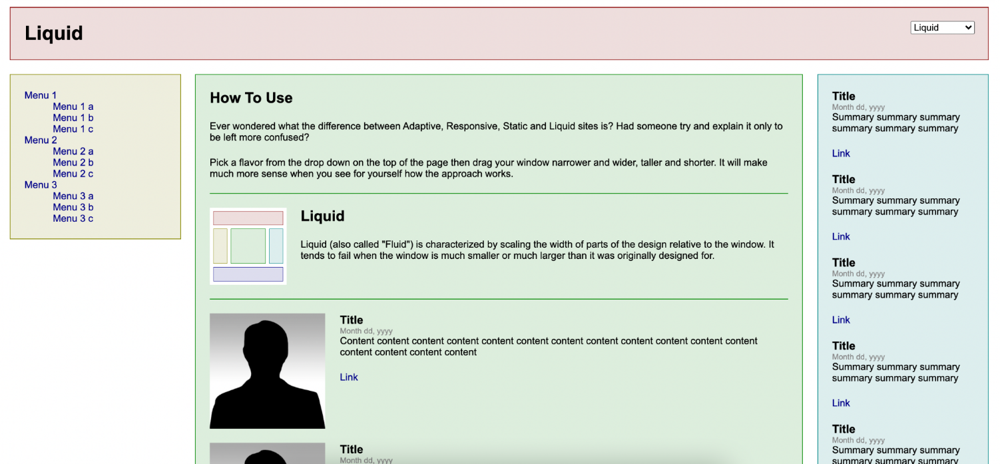 Liquid
Liquid
Menu 1
Menu 1 a
Menu 1 b
Menu 1 c
Menu 2
Menu 2 a
Menu 2 b
Menu 2 c
Menu 3
Menu 3 a
Menu 3 b
Menu 3 c
How To Use
Ever wondered what the difference between Adaptive, Responsive, Static and Liquid sites is? Had someone try and explain it only to
be left more confused?
Pick a flavor from the drop down on the top of the page then drag your window narrower and wider, taller and shorter. It will make
much more sense when you see for yourself how the approach works.
Liquid
Liquid (also called "Fluid") is characterized by scaling the width of parts of the design relative to the window. It
tends to fail when the window is much smaller or much larger than it was originally designed for.
Title
Month dd, yyyy
Content content content content content content content content content content content content
content content content content
Link
Title
Month dd, yyyy
Title
Month dd, yyyy
Summary summary summary
summary summary summary
Link
Title
Month dd, yyyy
Summary summary summary
summary summary summary
Link
Title
Month dd, yyyy
Summary summary summary
summary summary summary
Link
Title
Month dd, yyyy
Summary summary summary
summary summary summary
Link
Title
Month dd, yyyy
Summary summary summary
summary summary summary